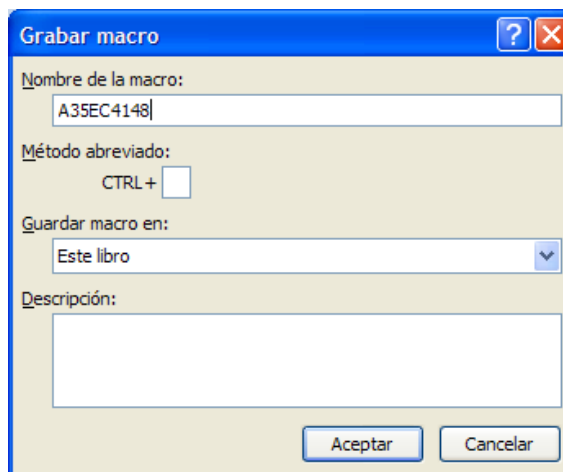 Grabar macro
Nombre de la macro:
A35EC4148
Método abreviado:
CTRL+
Guardar macro en:
Este libro
Descripción:
Aceptar Cancelar